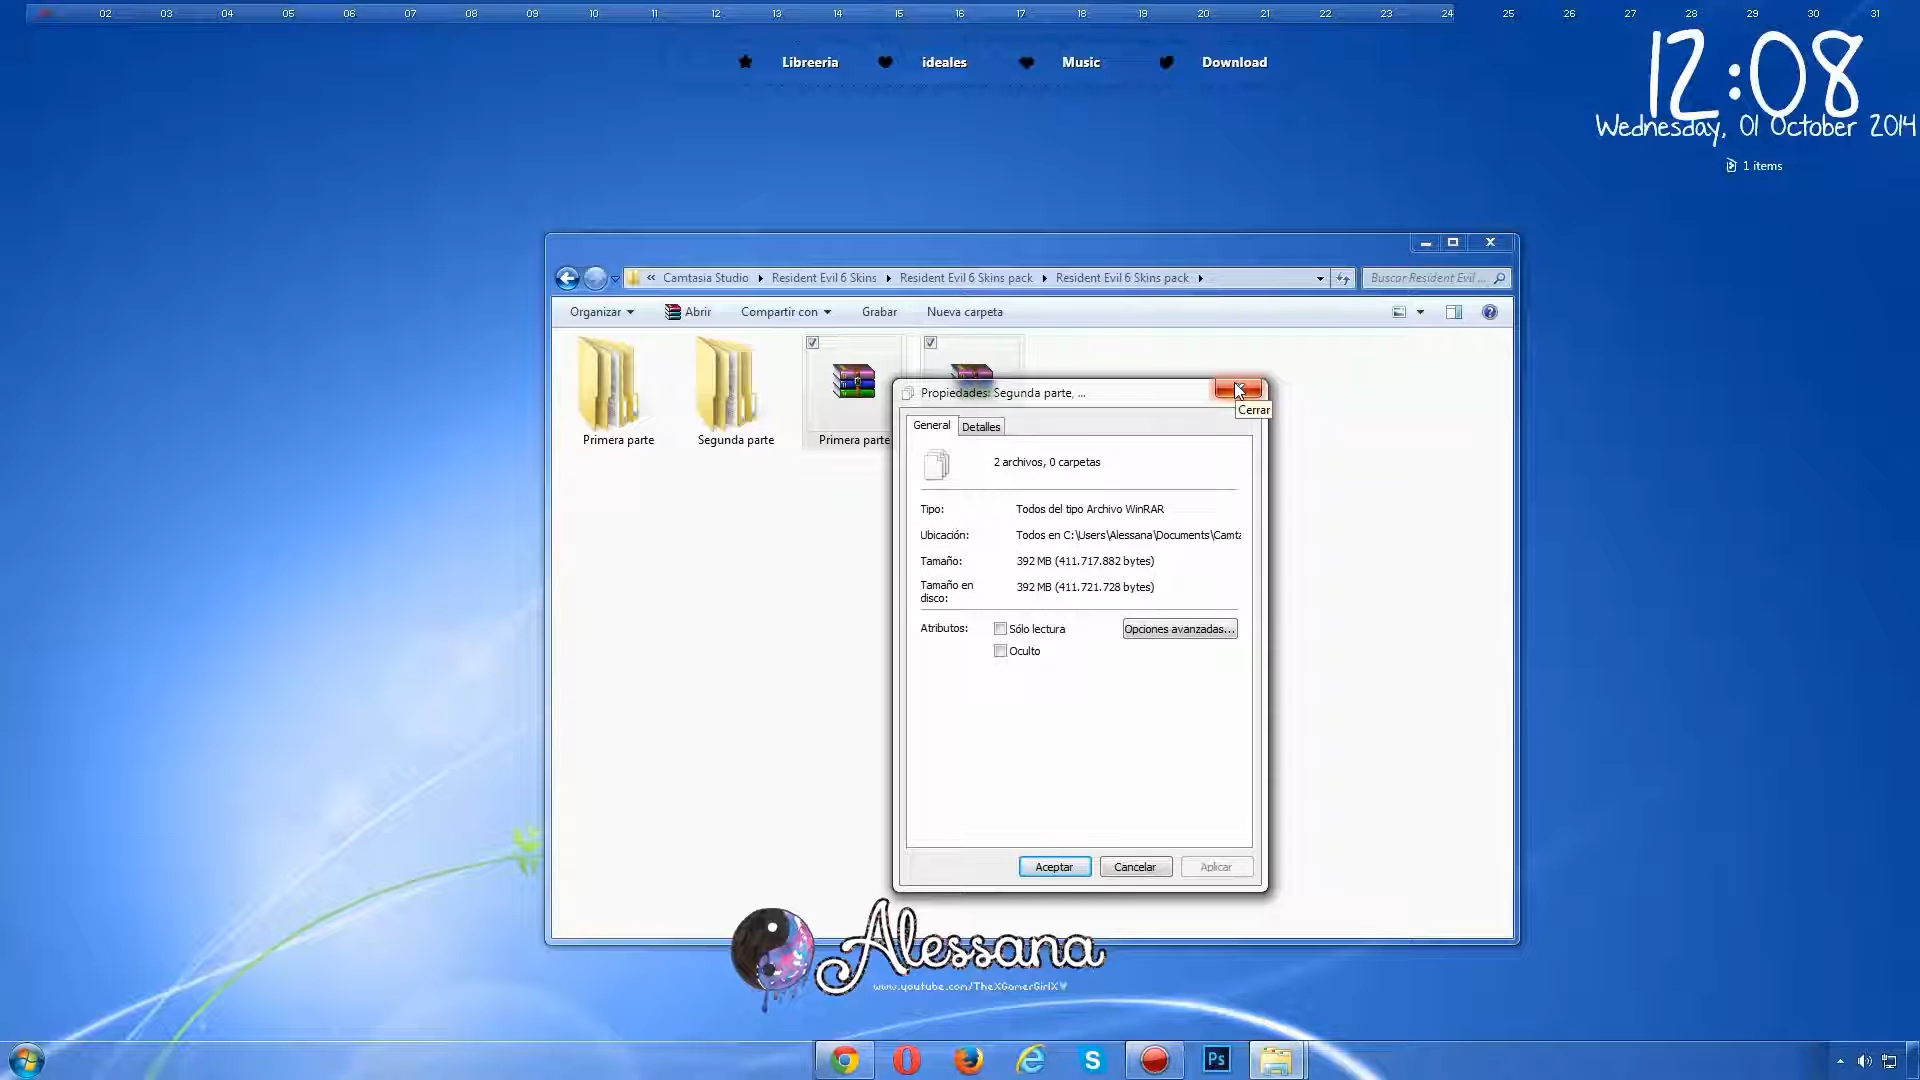 02 03 04 05 06 07 08 09 10 11 12 13 14 15 16 17 18 19 20 21 22 23 24 25 26 27 28 29 30 31
Libreeria ideales Music Download
12:08
Wednesday, 01 October 2014
1 items
« Camtasia Studio Resident Evil 6 Skins Resident Evil 6 Skins pack Resident Evil 6 Skins pack
Buscar Resident Evil ...
Organizar Abrir Compartir con Grabar Nueva carpeta
Primera parte
Segunda parte
Primera parte
Propiedades: Segunda parte, ...
Cerrar
General Detalles
2 archivos, 0 carpetas
Tipo: Todos del tipo Archivo WinRAR
Ubicación: Todos en C:\Users\Alessana\Documents\Camta
Tamaño: 392 MB (411.717.882 bytes)
Tamaño en
disco: 392 MB (411.721.728 bytes)
Atributos: Sólo lectura Opciones avanzadas...
Oculto
Aceptar Cancelar Aplicar
Alessana
www.youtube.com/TheXGamerGirlX
S
Ps